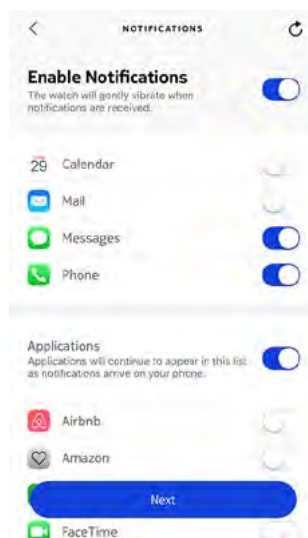 NOTIFICATIONS
Enable Notifications
The watch will gently vibrate when
notifications are received.
29 Calendar
Mail
Messages
Phone
Applications
Applications will continue to appear in this list
as notifications arrive on your phone.
Airbnb
Amazon
Next
FaceTime